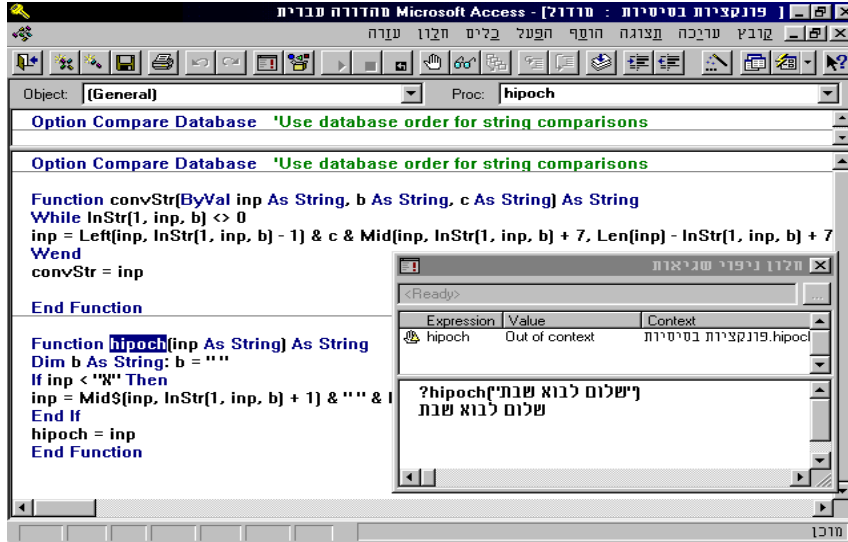 Microsoft Access - [מודול : פונקציות בסיסיות] מהדורה עברית
קובץ עריכה תצוגה הוסף הפעל כלים חלון עזרה
Object: (General) Proc: hipoch
Option Compare Database 'Use database order for string comparisons
Option Compare Database 'Use database order for string comparisons
Function convStr(ByVal inp As String, b As String, c As String) As String
While InStr(1, inp, b) <> 0
inp = Left(inp, InStr(1, inp, b) - 1) & c & Mid(inp, InStr(1, inp, b) + 7, Len(inp) - InStr(1, inp, b) + 7
Wend
convStr = inp
End Function
Function hipoch(inp As String) As String
Dim b As String: b = " "
If inp < "א" Then
inp = Mid$(inp, InStr(1, inp, b) + 1) & " " &
End If
hipoch = inp
End Function
חלון ניפוי שגיאות
<Ready>
...
Expression Value Context
hipoch Out of context פונקציות בסיסיות.hipocl
?hipoch("שלום לבוא שבת")
שלום לבוא שבת
מוכן